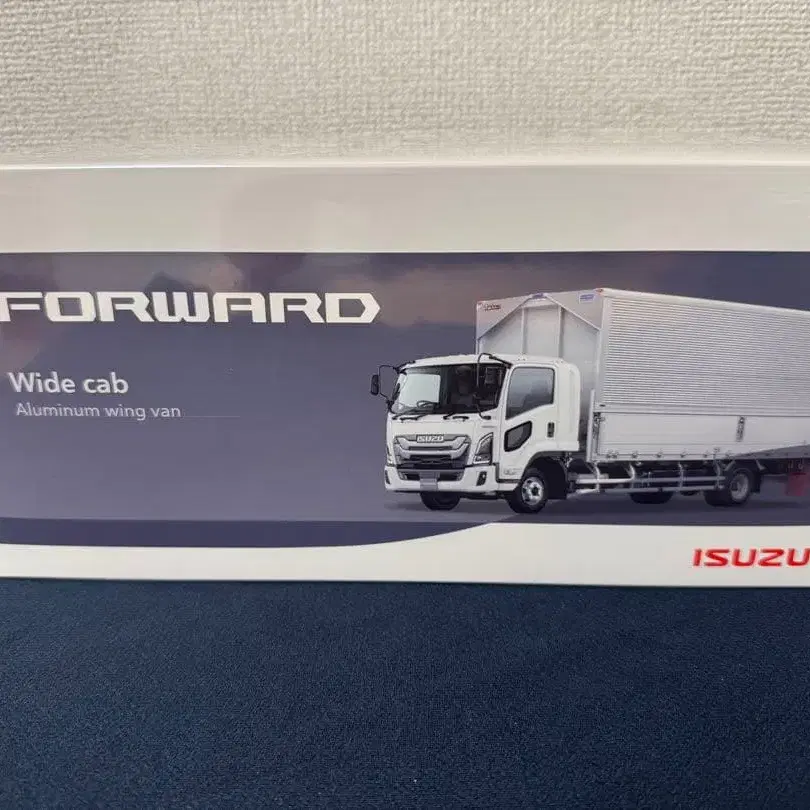 FORWARD
Wide cab
Aluminum wing van
ISUZU
ISUZU